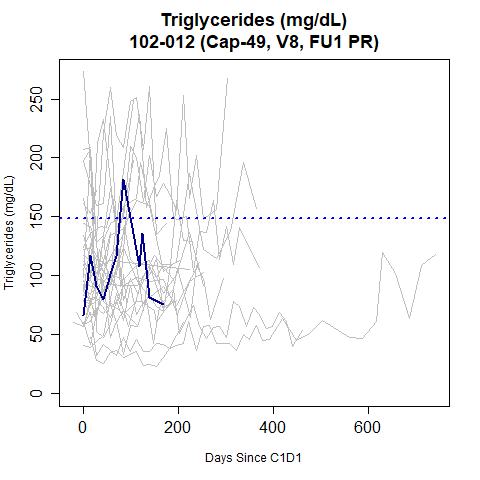 Triglycerides (mg/dL)
102-012 (Cap-49, V8, FU1 PR)
Triglycerides (mg/dL)
250
200
150
100
50
0
0
200
400
600
Days Since C1D1